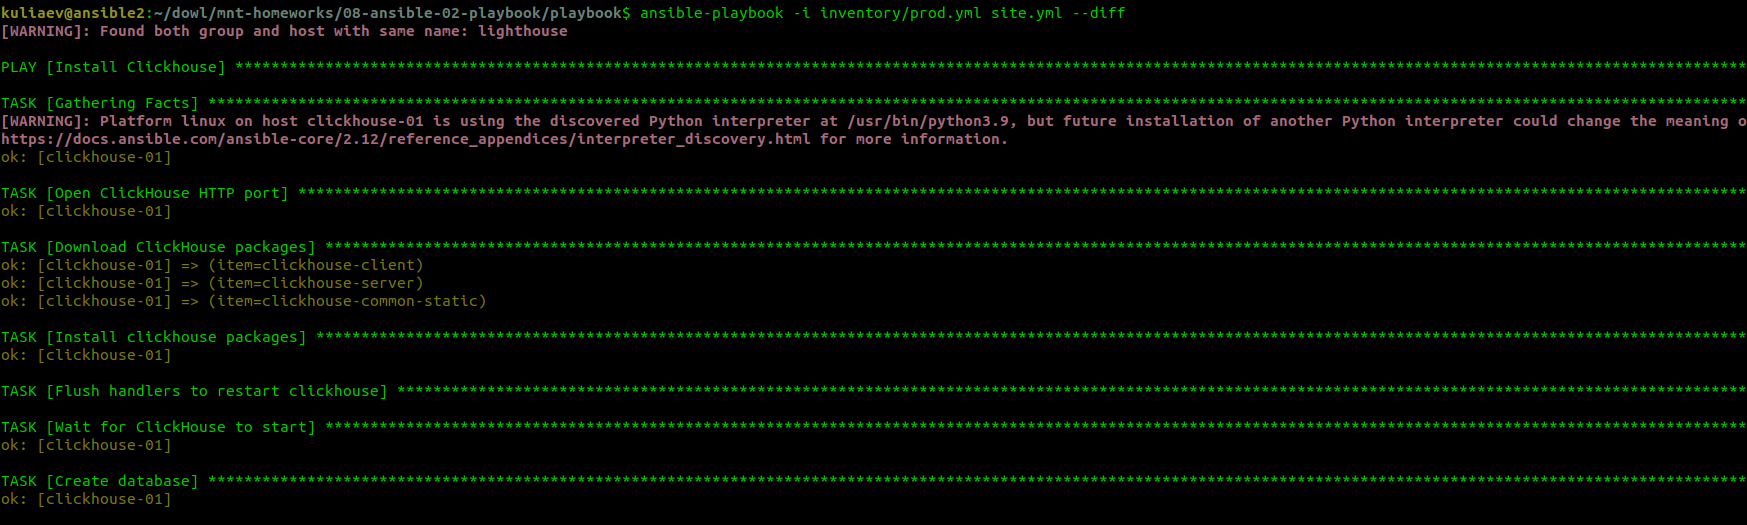 kuliaev@ansible2:~/dowl/mnt-homeworks/08-ansible-02-playbook/playbook$ ansible-playbook -i inventory/prod.yml site.yml --diff
[WARNING]: Found both group and host with same name: lighthouse
PLAY [Install Clickhouse] ************************************************************************************************************************************************************************
TASK [Gathering Facts] ***************************************************************************************************************************************************************************
[WARNING]: Platform linux on host clickhouse-01 is using the discovered Python interpreter at /usr/bin/python3.9, but future installation of another Python interpreter could change the meaning o
https://docs.ansible.com/ansible-core/2.12/reference_appendices/interpreter_discovery.html for more information.
ok: [clickhouse-01]
TASK [Open ClickHouse HTTP port] *****************************************************************************************************************************************************************
ok: [clickhouse-01]
TASK [Download ClickHouse packages] **************************************************************************************************************************************************************
ok: [clickhouse-01] => (item=clickhouse-client)
ok: [clickhouse-01] => (item=clickhouse-server)
ok: [clickhouse-01] => (item=clickhouse-common-static)
TASK [Install clickhouse packages] ***************************************************************************************************************************************************************
ok: [clickhouse-01]
TASK [Flush handlers to restart clickhouse] ******************************************************************************************************************************************************
TASK [Wait for ClickHouse to start] **************************************************************************************************************************************************************
ok: [clickhouse-01]
TASK [Create database] ***************************************************************************************************************************************************************************
ok: [clickhouse-01]